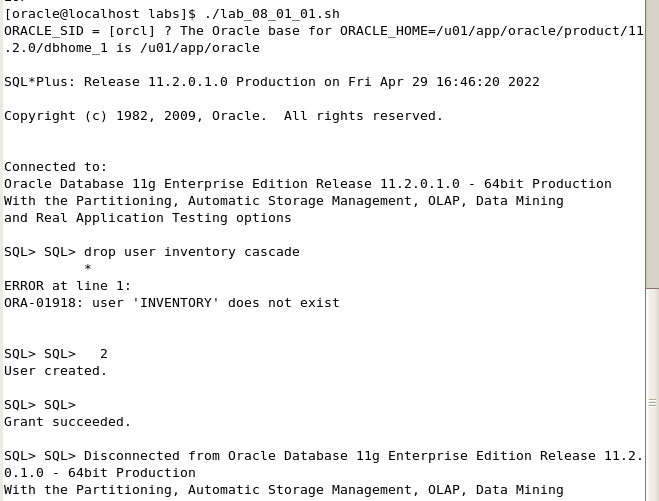 [oracle@localhost labs]$ ./lab_08_01_01.sh
ORACLE_SID = [orcl] ? The Oracle base for ORACLE_HOME=/u01/app/oracle/product/11
.2.0/dbhome_1 is /u01/app/oracle
SQL*Plus: Release 11.2.0.1.0 Production on Fri Apr 29 16:46:20 2022
Copyright (c) 1982, 2009, Oracle.  All rights reserved.
Connected to:
Oracle Database 11g Enterprise Edition Release 11.2.0.1.0 - 64bit Production
With the Partitioning, Automatic Storage Management, OLAP, Data Mining
and Real Application Testing options
SQL> SQL> drop user inventory cascade
          *
ERROR at line 1:
ORA-01918: user 'INVENTORY' does not exist
SQL> SQL>   2
User created.
SQL> SQL>
Grant succeeded.
SQL> SQL> Disconnected from Oracle Database 11g Enterprise Edition Release 11.2.
0.1.0 - 64bit Production
With the Partitioning, Automatic Storage Management, OLAP, Data Mining